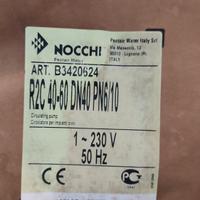 Pentair Water Italy Srl
Via Masaccio, 13
56010 - Lugnano (PI)
ITALY
NOCCHI
Pentair Water
ART. B3420624
R2C 40-60 DN40 PN6/10
Circulating pump
1 ~ 230 V
50 Hz
CE